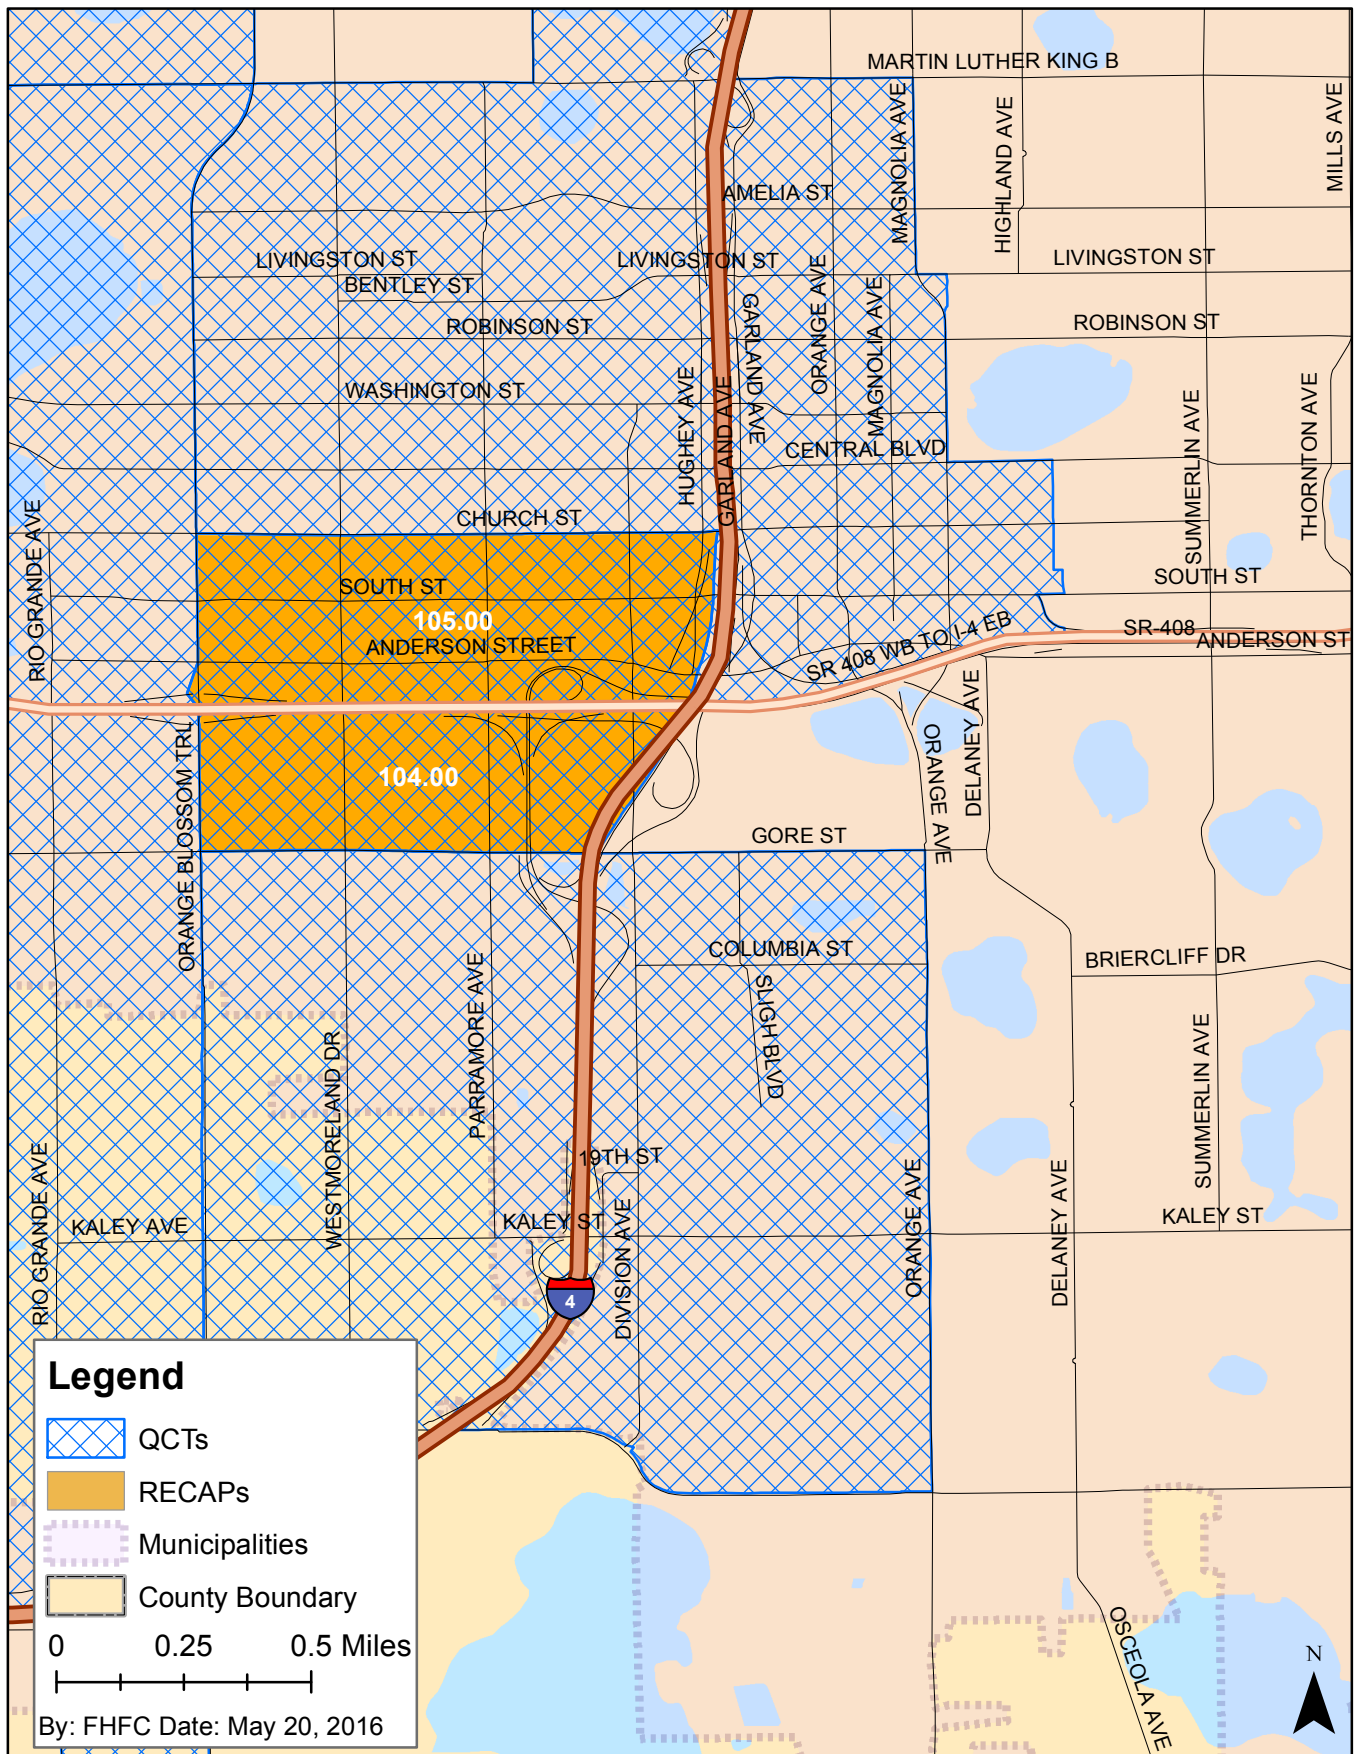 MARTIN LUTHER KING B
MAGNOLIA AVE
HIGHLAND AVE
MILLS AVE
AMELIA ST
LIVINGSTON ST
LIVINGSTON ST
LIVINGSTON ST
BENTLEY ST
ORANGE AVE
MAGNOLIA AVE
GARLAND AVE
ROBINSON ST
ROBINSON ST
WASHINGTON ST
HUGHEY AVE
GARLAND AVE
SUMMERLIN AVE
THORNTON AVE
CENTRAL BLVD
RIO GRANDE AVE
CHURCH ST
SOUTH ST
SOUTH ST
105.00
ANDERSON STREET
SR 408 WB TO I-4 EB
SR-408
ANDERSON ST
ORANGE BLOSSOM TRL
104.00
ORANGE AVE
DELANEY AVE
GORE ST
COLUMBIA ST
BRIERCLIFF DR
PARRAMORE AVE
SLIGH BLVD
WESTMORELAND DR
SUMMERLIN AVE
19TH ST
RIO GRANDE AVE
KALEY AVE
KALEY ST
DIVISION AVE
ORANGE AVE
DELANEY AVE
KALEY ST
4
Legend
QCTs
RECAPs
Municipalities
County Boundary
0 0.25 0.5 Miles
By: FHFC Date: May 20, 2016
OSCEOLA AVE
N